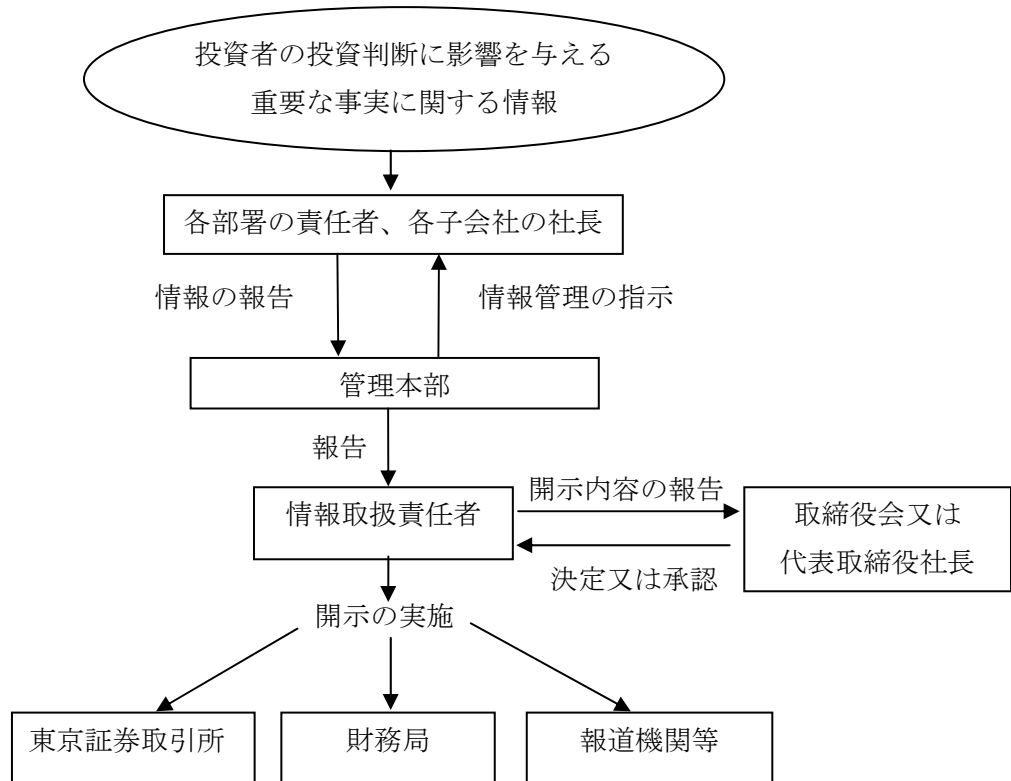 投資者の投資判断に影響を与える
重要な事実に関する情報
各部署の責任者、各子会社の社長
情報の報告
情報管理の指示
管理本部
報告
情報取扱責任者
開示内容の報告
取締役会又は
代表取締役社長
決定又は承認
開示の実施
東京証券取引所
財務局
報道機関等